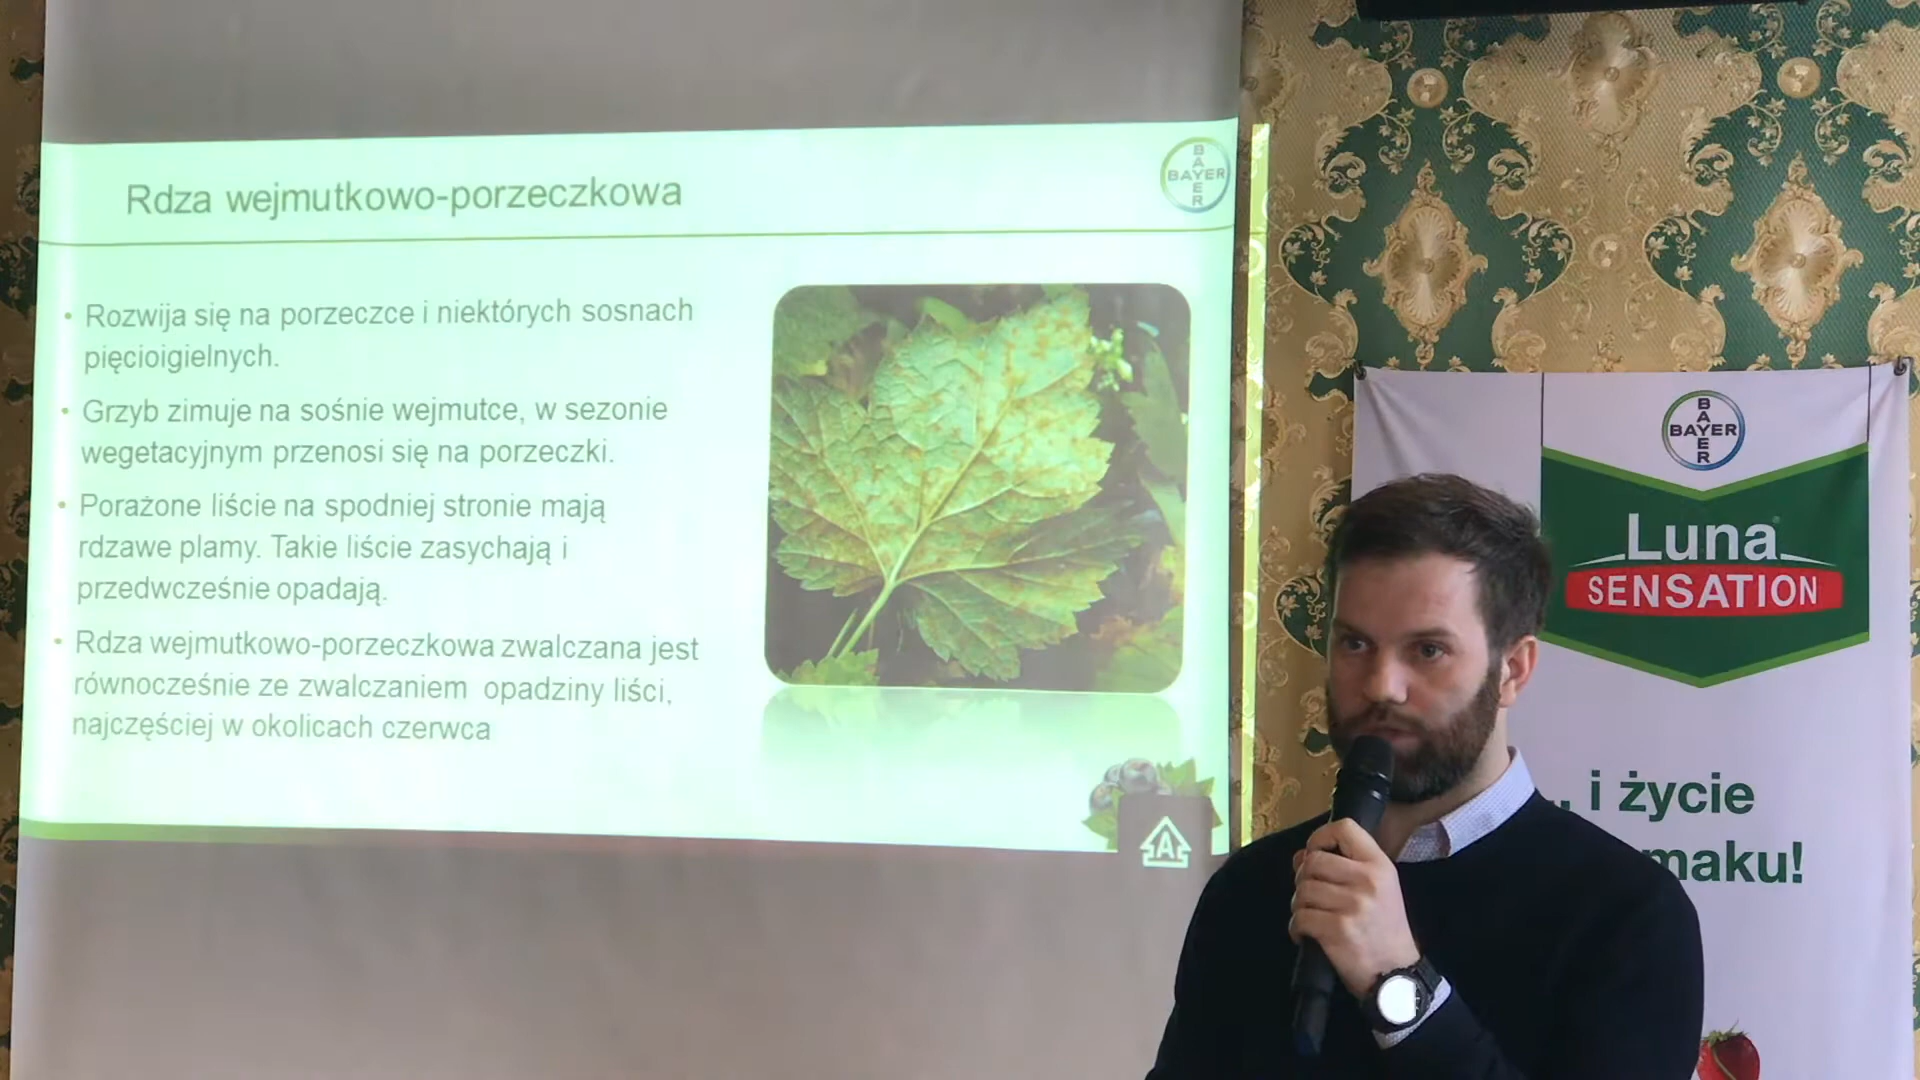 Rdza wejmutkowo-porzeczkowa
BAYER
BAYER
• Rozwija się na porzeczce i niektórych sosnach
pięcioigielnych.
• Grzyb zimuje na sośnie wejmutce, w sezonie
wegetacyjnym przenosi się na porzeczki.
• Porażone liście na spodniej stronie mają
rdzawe plamy. Takie liście zasychają i
przedwcześnie opadają.
• Rdza wejmutkowo-porzeczkowa zwalczana jest
równocześnie ze zwalczaniem opadziny liści,
najczęściej w okolicach czerwca
A
BAYER
BAYER
Luna
SENSATION
i życie
maku!